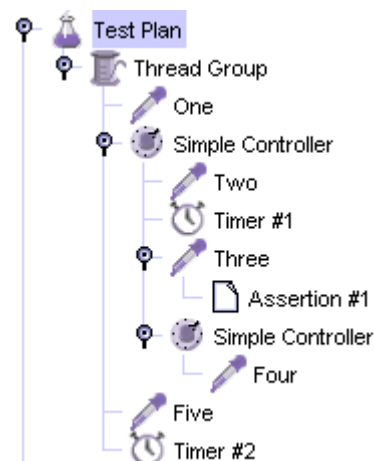 Test Plan
Thread Group
One
Simple Controller
Two
Timer #1
Three
Assertion #1
Simple Controller
Four
Five
Timer #2